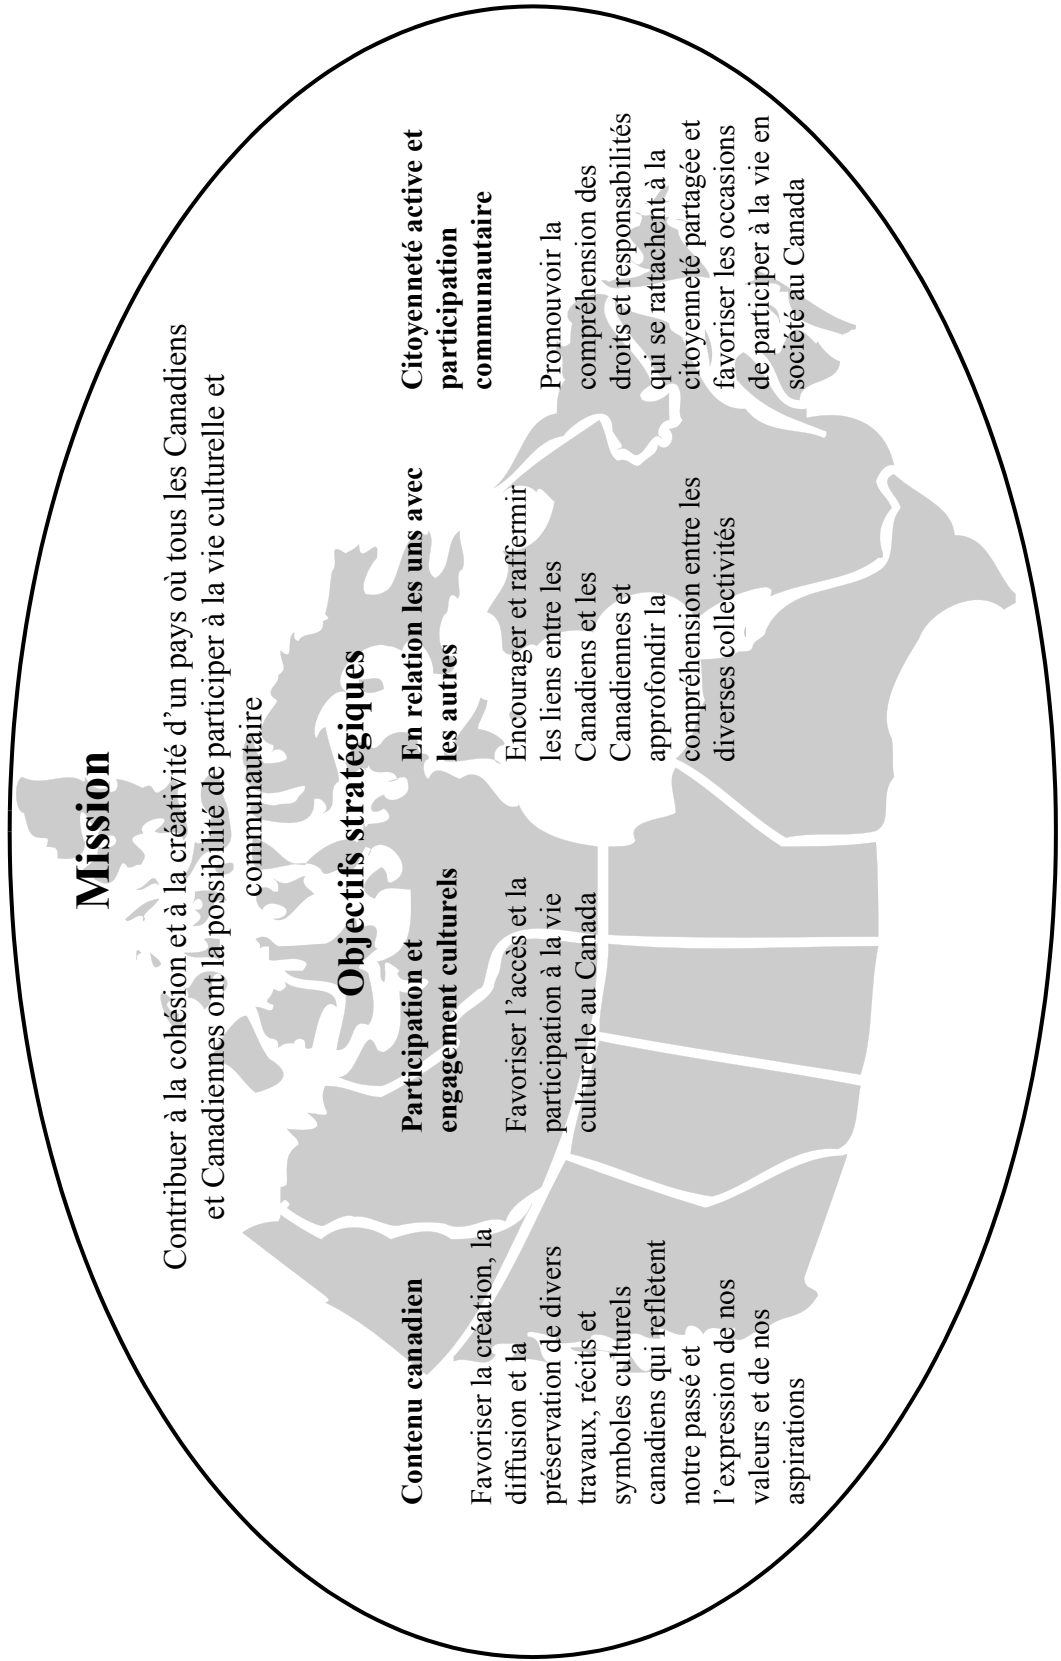 Mission
Contribuer à la cohésion et à la créativité d’un pays où tous les Canadiens
et Canadiennes ont la possibilité de participer à la vie culturelle et
communautaire
Objectifs stratégiques
Contenu canadien
Favoriser la création, la
diffusion et la
préservation de divers
travaux, récits et
symboles culturels
canadiens qui reflètent
notre passé et
l’expression de nos
valeurs et de nos
aspirations
Participation et
engagement culturels
Favoriser l’accès et la
participation à la vie
culturelle au Canada
En relation les uns avec
les autres
Encourager et raffermir
les liens entre les
Canadiens et les
Canadiennes et
approfondir la
compréhension entre les
diverses collectivités
Citoyenneté active et
participation
communautaire
Promouvoir la
compréhension des
droits et responsabilités
qui se rattachent à la
citoyenneté partagée et
favoriser les occasions
de participer à la vie en
société au Canada